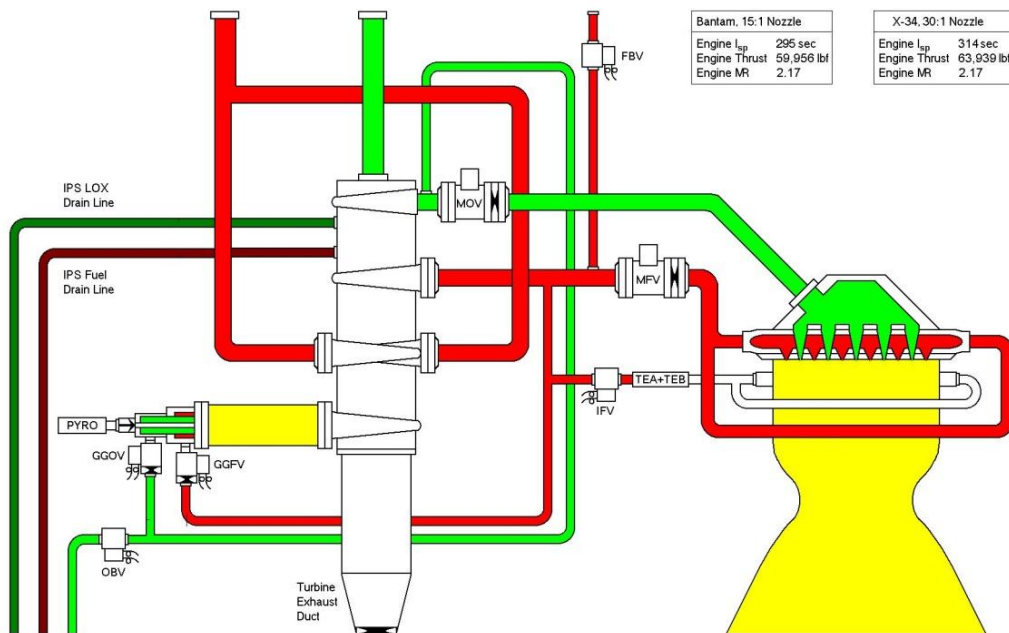 Bantam, 15:1 Nozzle
Engine Isp 295 sec
Engine Thrust 59,956 lbf
Engine MR 2.17
X-34, 30:1 Nozzle
Engine Isp 314 sec
Engine Thrust 63,939 lbf
Engine MR 2.17
FBV
IPS LOX
Drain Line
MOV
IPS Fuel
Drain Line
MFV
TEA+TEB
IFV
PYRO
GGOV
GGFV
OBV
Turbine
Exhaust
Duct